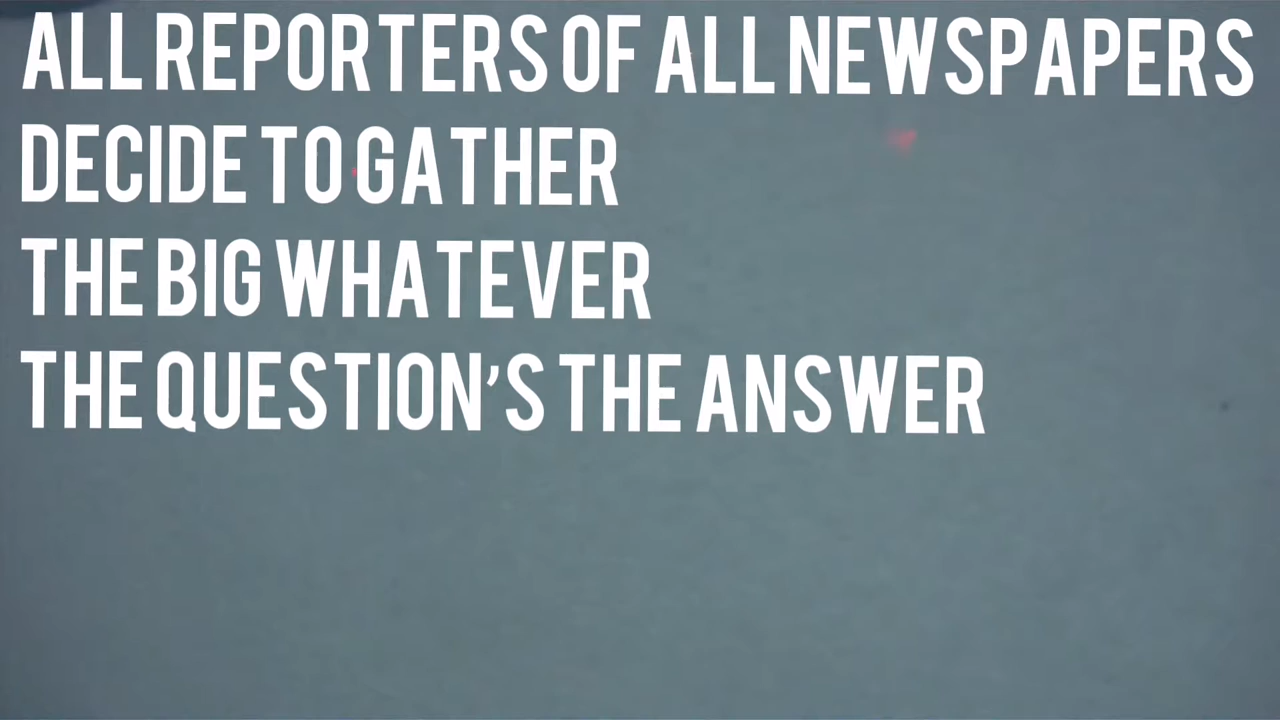 ALL REPORTERS OF ALL NEWSPAPERS
DECIDE TO GATHER
THE BIG WHATEVER
THE QUESTION'S THE ANSWER